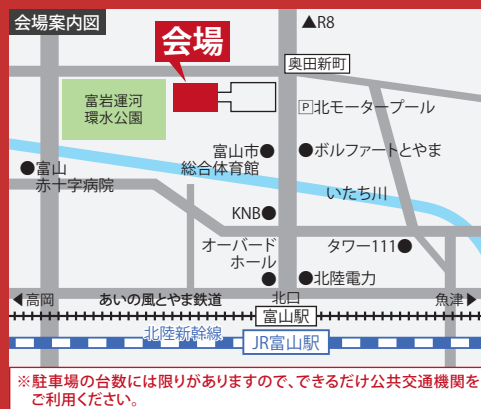 会場案内図
▲R8
会場
奥田新町
富岩運河
環水公園
P北モータープール
富山市
総合体育館
ボルファートとやま
富山
赤十字病院
いたち川
KNB
オーバード
ホール
タワー111
北陸電力
◀高岡
あいの風とやま鉄道
北口
魚津▶
富山駅
北陸新幹線
JR富山駅
※駐車場の台数には限りがありますので、できるだけ公共交通機関を
ご利用ください。